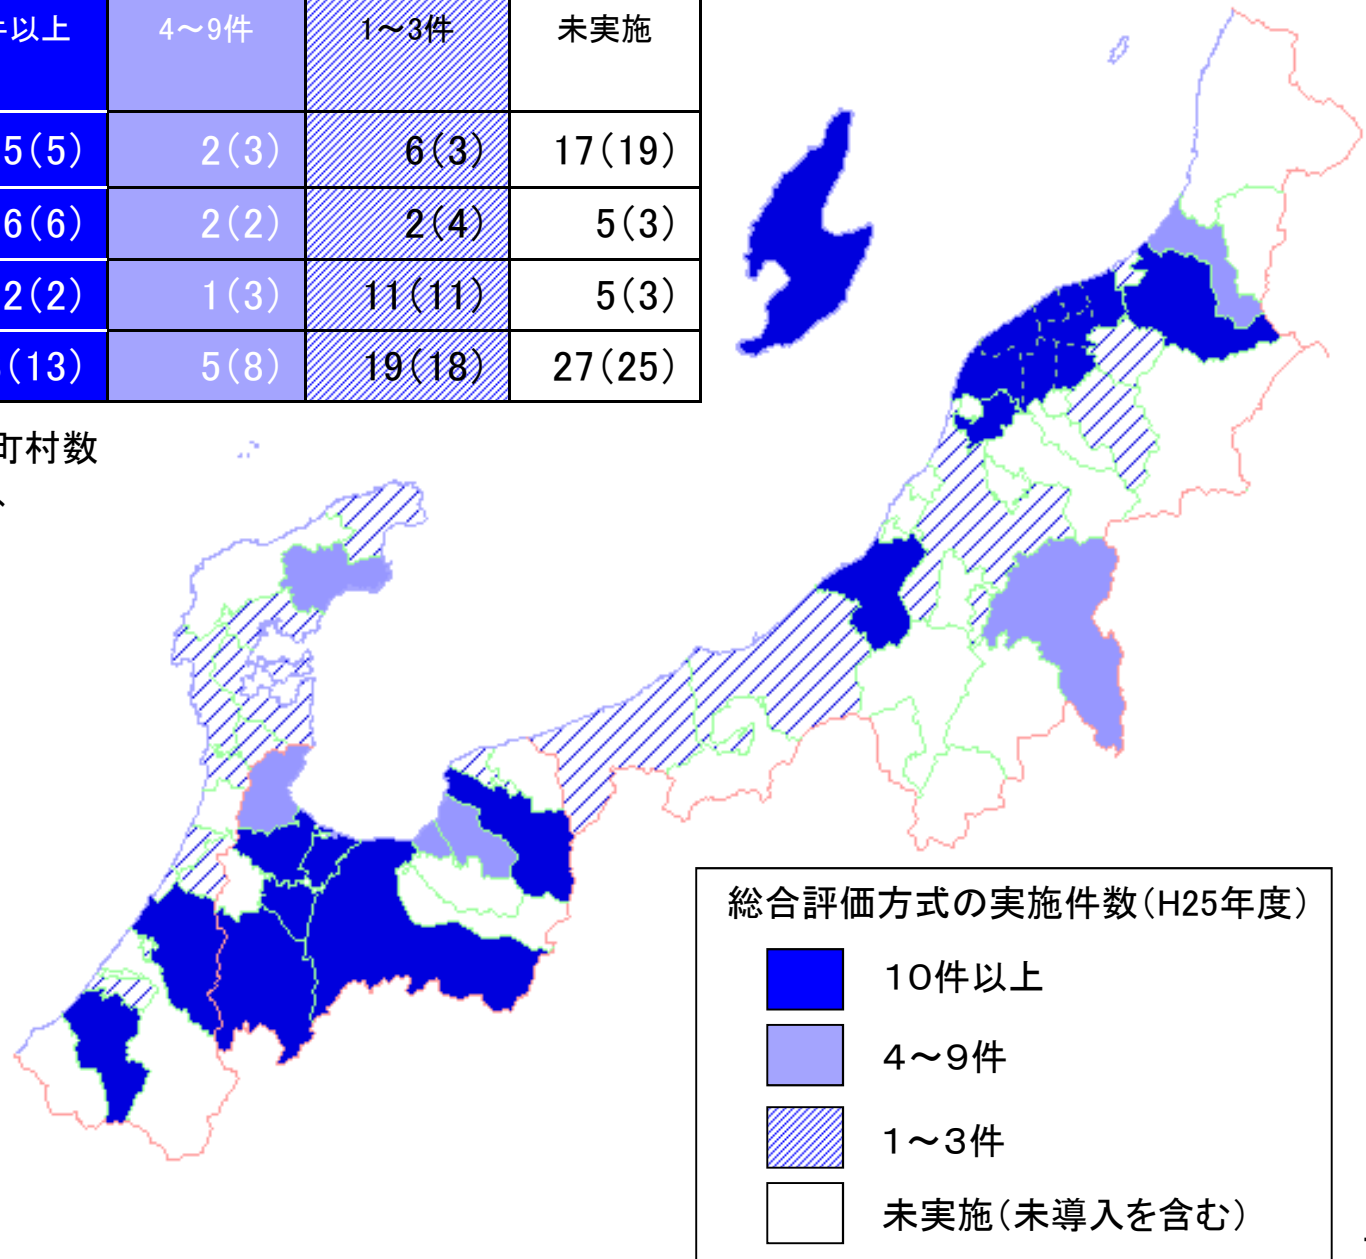 件以上 4～9件 1～3件 未実施
5(5) 2(3) 6(3) 17(19)
6(6) 2(2) 2(4) 5(3)
2(2) 1(3) 11(11) 5(3)
(13) 5(8) 19(18) 27(25)
町村数
総合評価方式の実施件数(H25年度)
10件以上
4～9件
1～3件
未実施(未導入を含む)